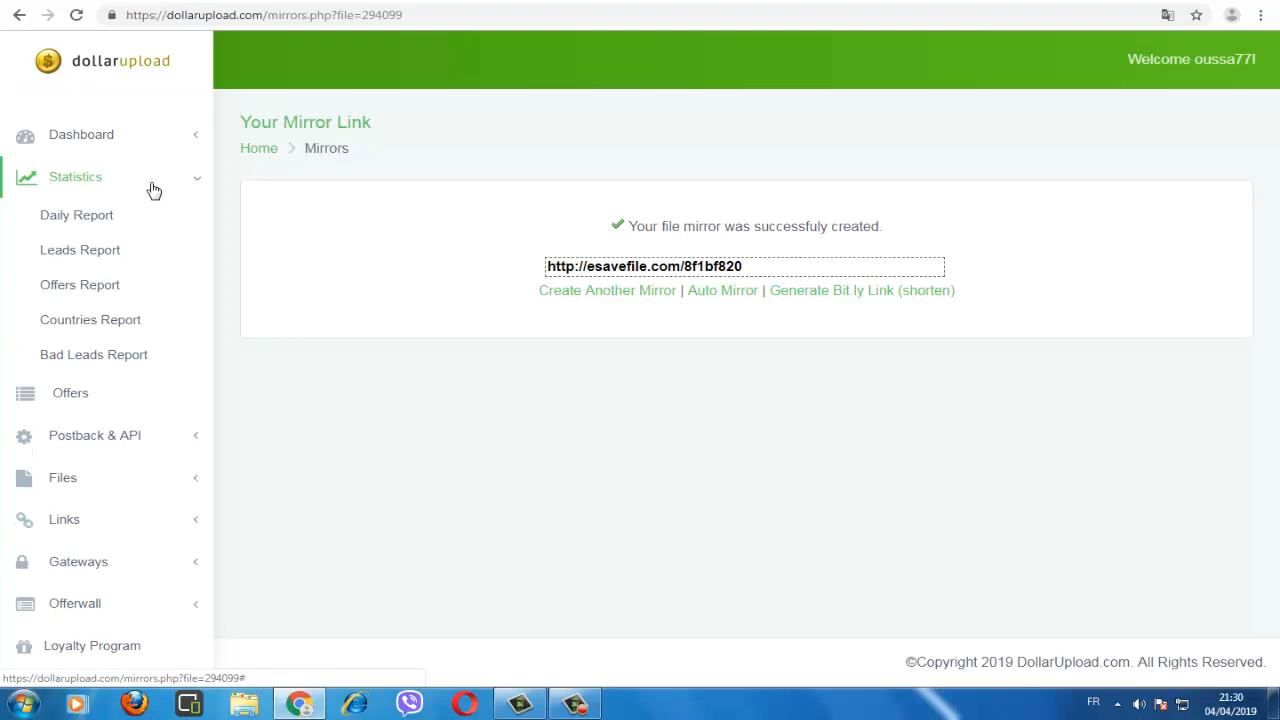 https://dollarupload.com/mirrors.php?file=294099
dollarupload
Welcome oussa77!
Dashboard
Statistics
Daily Report
Leads Report
Offers Report
Countries Report
Bad Leads Report
Offers
Postback & API
Files
Links
Gateways
Offerwall
Loyalty Program
Your Mirror Link
Home > Mirrors
Your file mirror was successfuly created.
http://esavefile.com/8f1bf820
Create Another Mirror | Auto Mirror | Generate Bit.ly Link (shorten)
©Copyright 2019 DollarUpload.com. All Rights Reserved.
https://dollarupload.com/mirrors.php?file=294099#
FR
21:30
04/04/2019